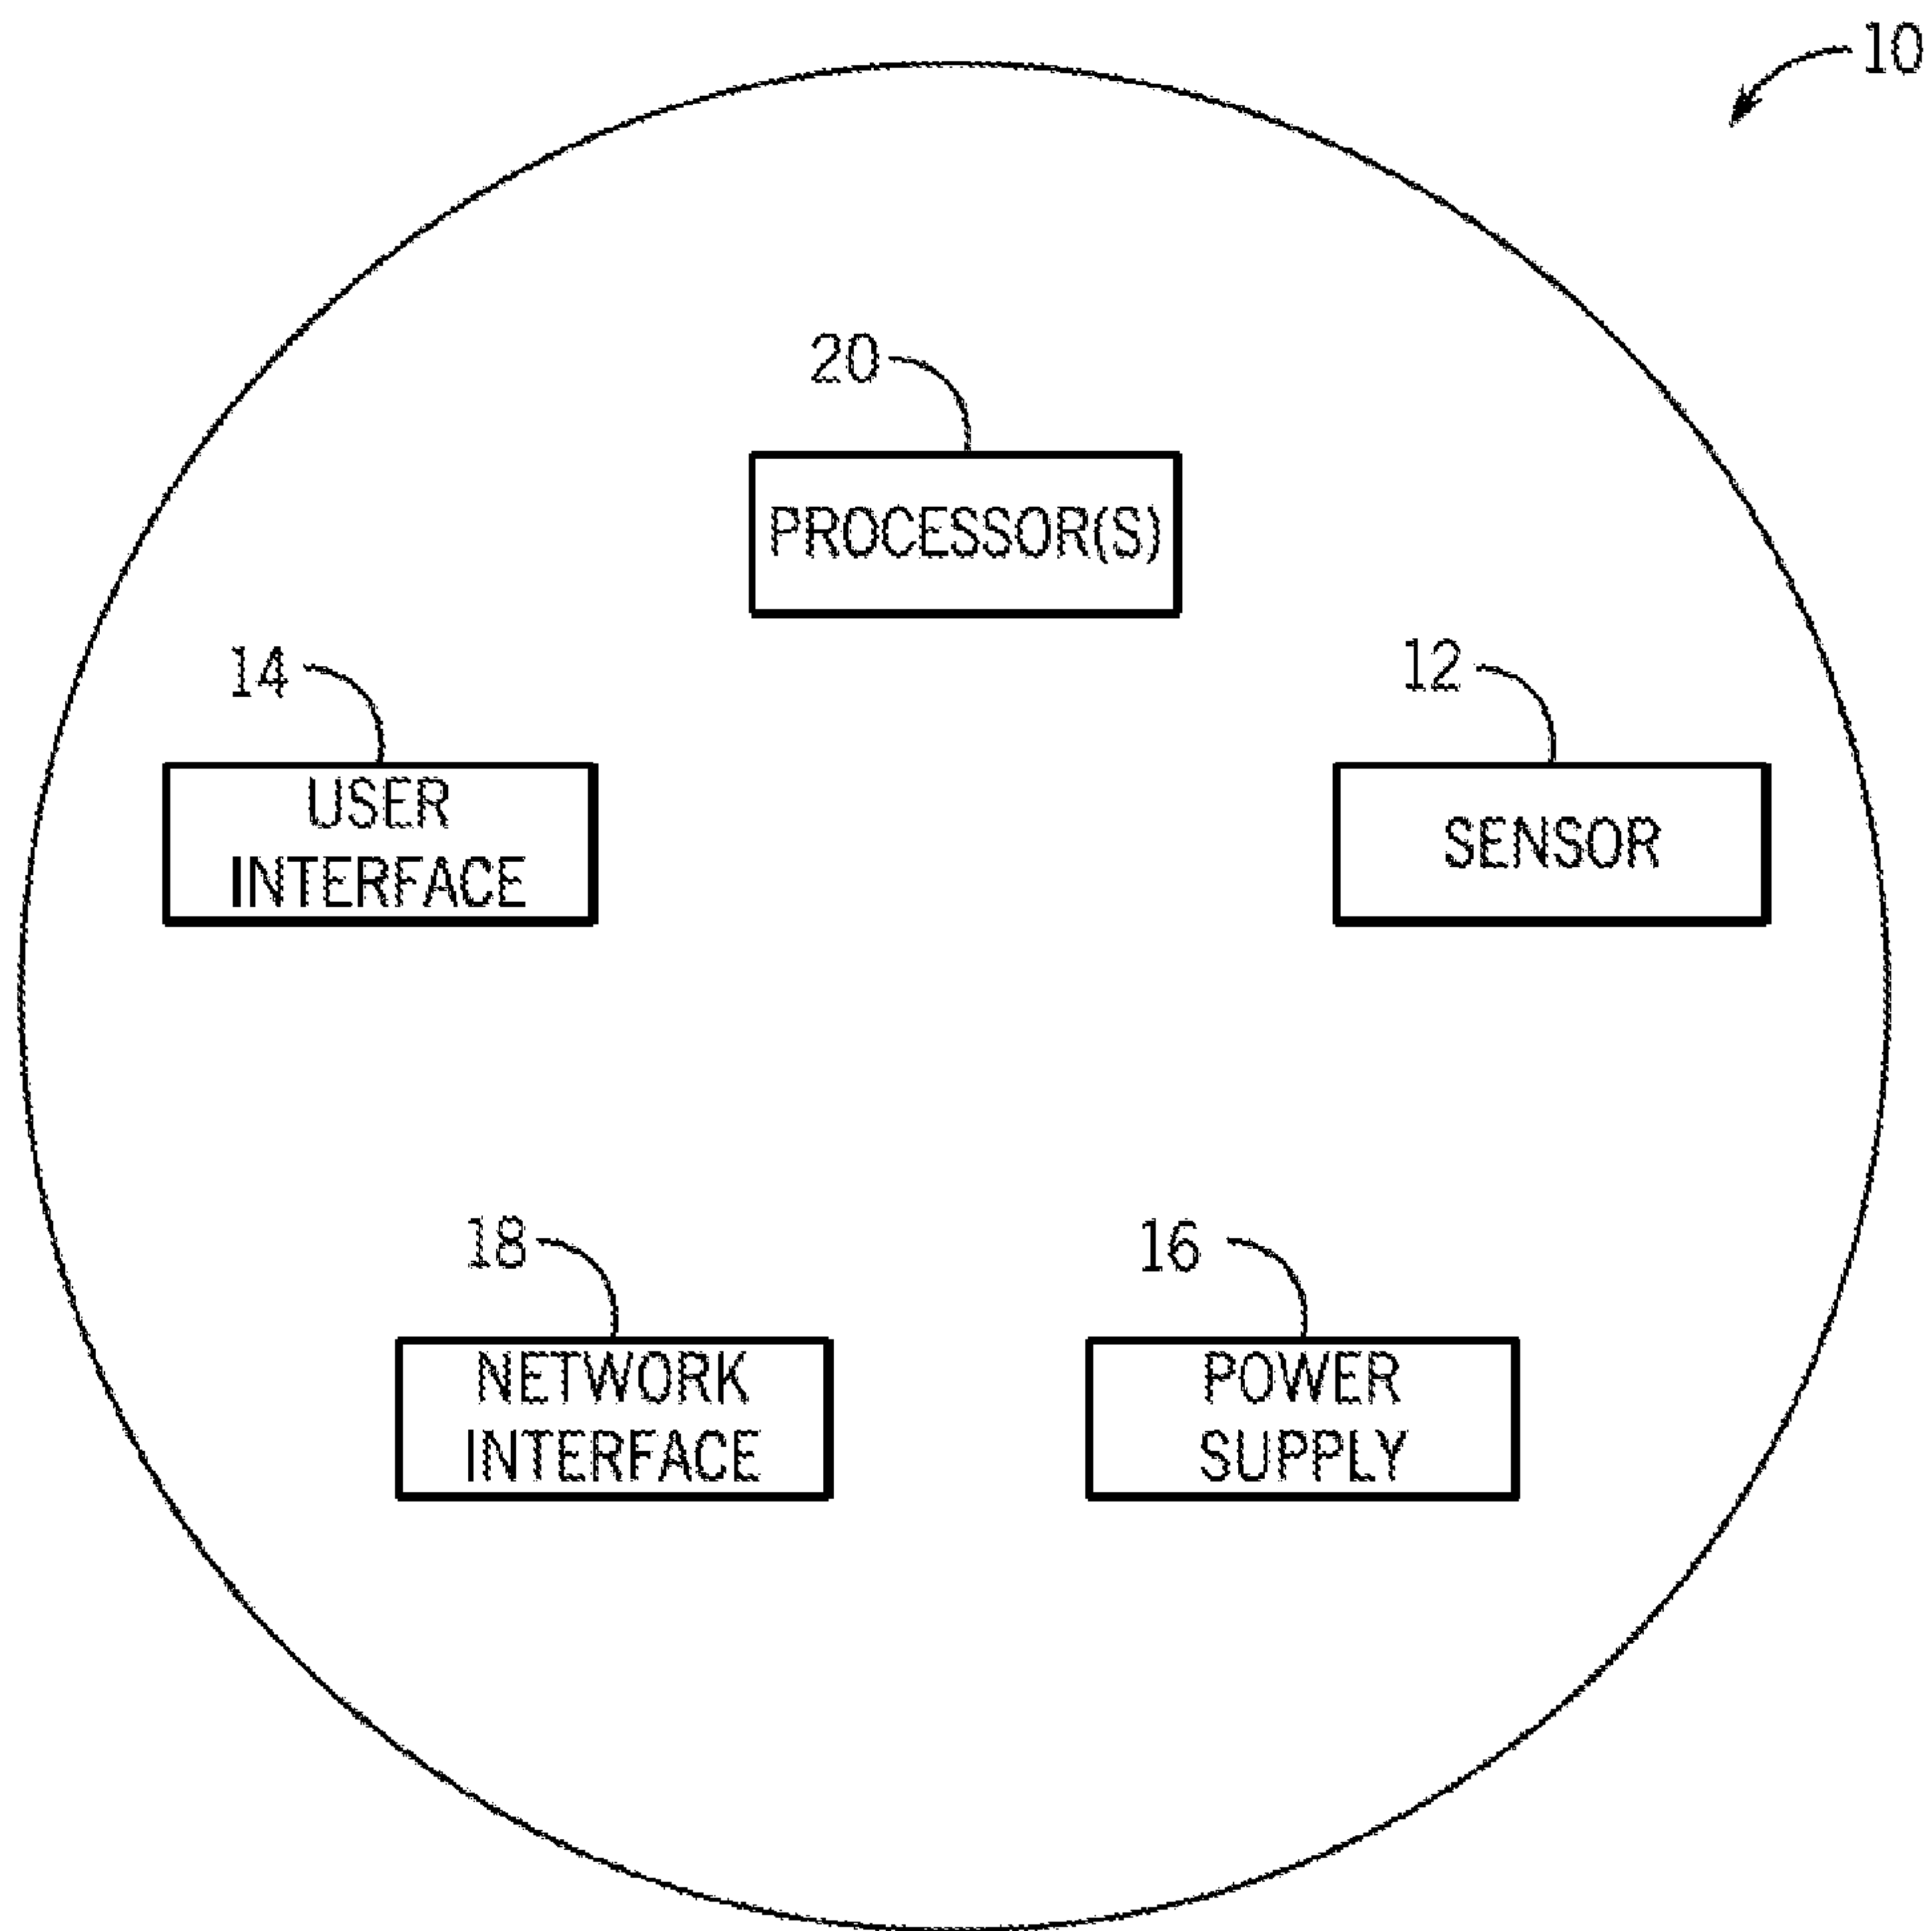 10
20
PROCESSOR(S)
14
USER
INTERFACE
12
SENSOR
18
NETWORK
INTERFACE
16
POWER
SUPPLY